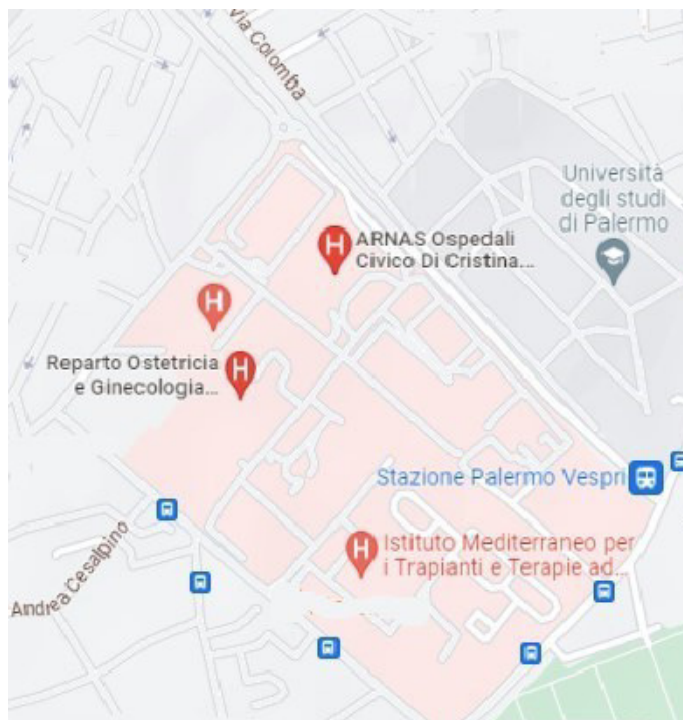 Via Colomba
Università
degli studi
di Palermo
ARNAS Ospedali
Civico Di Cristina...
H
H
Reparto Ostetricia
e Ginecologia...
H
Stazione Palermo Vespri
Andrea Cesalpino
H
Istituto Mediterraneo per
i Trapianti e Terapie ad...